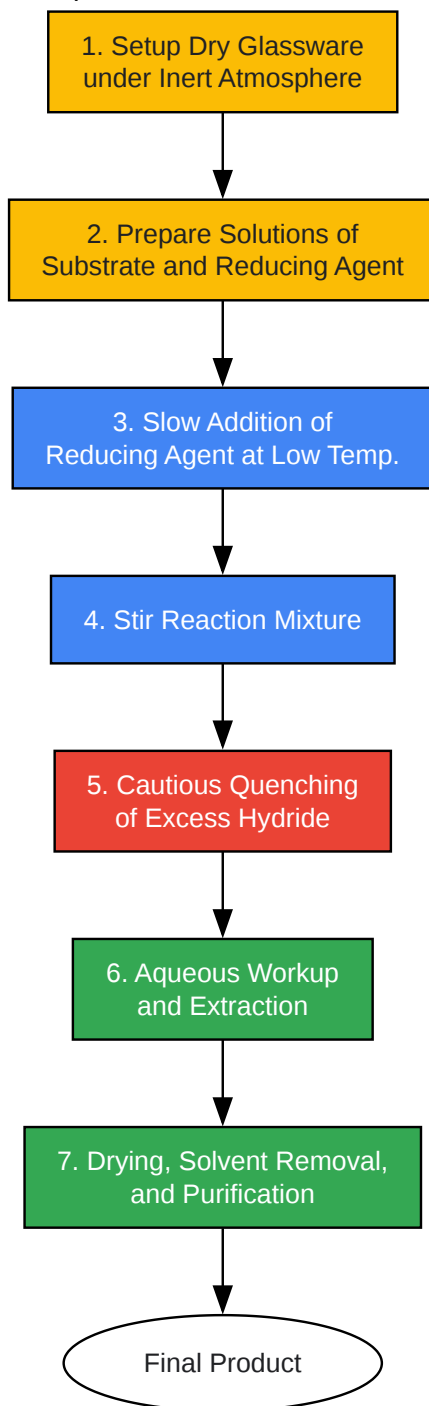 1. Setup Dry Glassware
under Inert Atmosphere
2. Prepare Solutions of
Substrate and Reducing Agent
3. Slow Addition of
Reducing Agent at Low Temp.
4. Stir Reaction Mixture
5. Cautious Quenching
of Excess Hydride
6. Aqueous Workup
and Extraction
7. Drying, Solvent Removal,
and Purification
Final Product